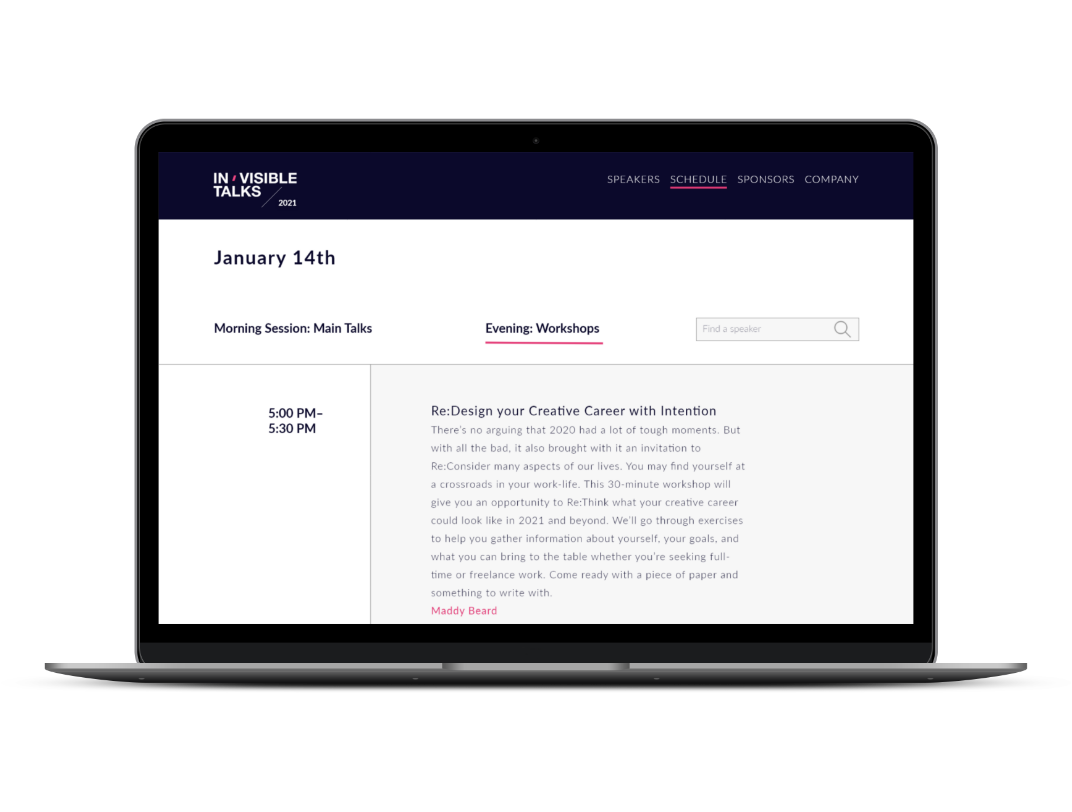 IN / VISIBLE
TALKS
2021
SPEAKERS SCHEDULE SPONSORS COMPANY
January 14th
Morning Session: Main Talks
Evening: Workshops
Find a speaker
5:00 PM–
5:30 PM
Re:Design your Creative Career with Intention
There's no arguing that 2020 had a lot of tough moments. But
with all the bad, it also brought with it an invitation to
Re:Consider many aspects of our lives. You may find yourself at
a crossroads in your work-life. This 30-minute workshop will
give you an opportunity to Re:Think what your creative career
could look like in 2021 and beyond. We'll go through exercises
to help you gather information about yourself, your goals, and
what you can bring to the table whether you're seeking full-
time or freelance work. Come ready with a piece of paper and
something to write with.
Maddy Beard